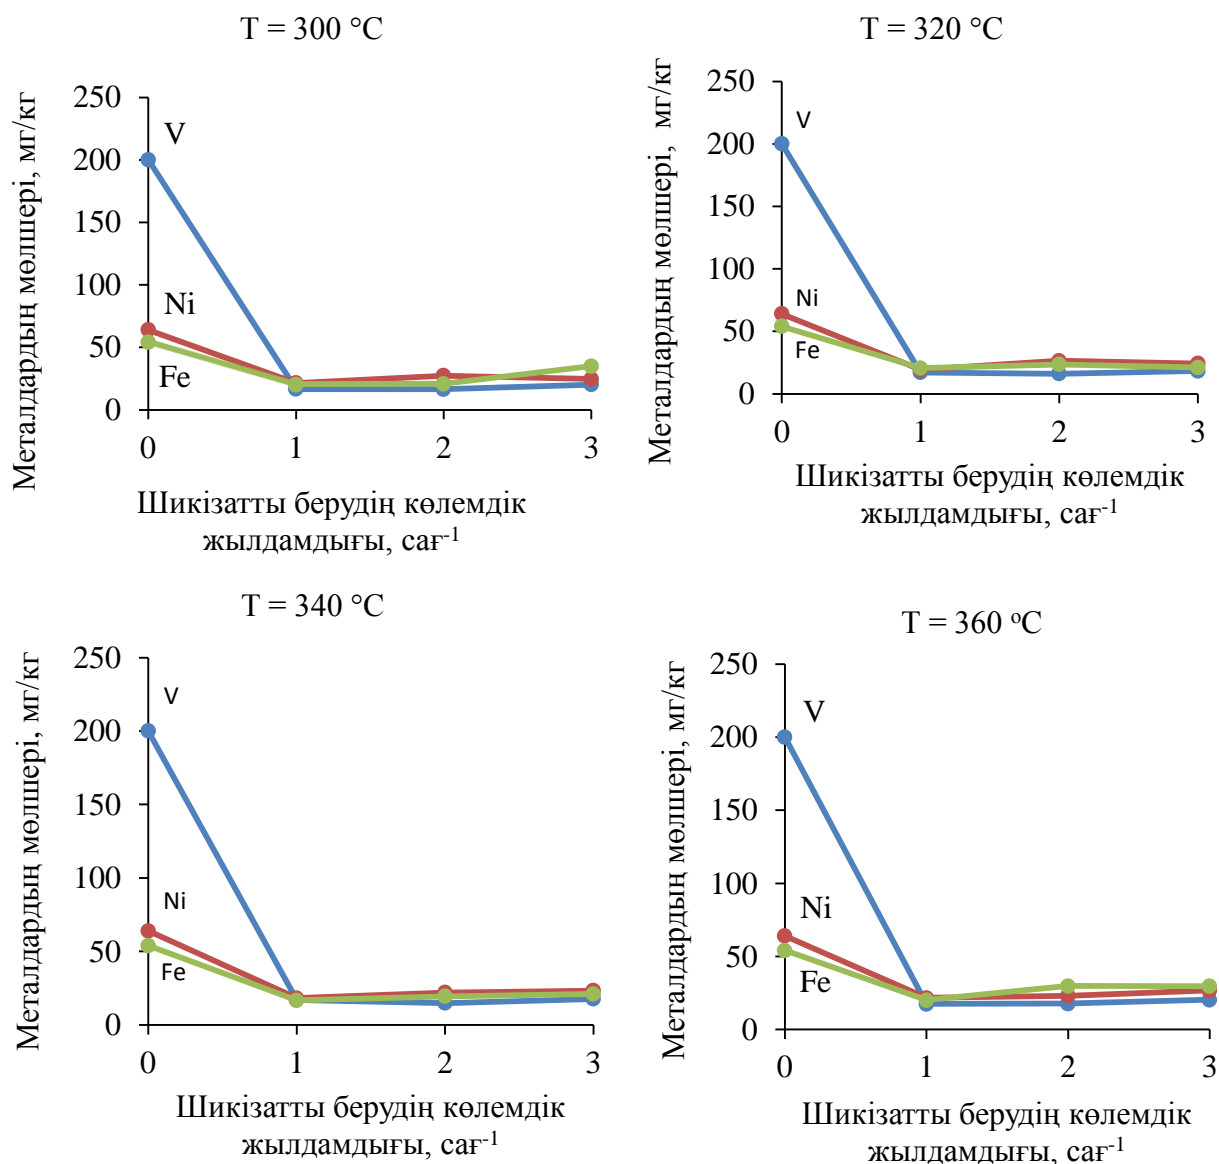 T = 300 °C
Металдардың мөлшері, мг/кг
250
200
150
100
50
0
V
Ni
Fe
0 1 2 3
Шикізатты берудің көлемдік
жылдамдығы, сағ⁻¹
T = 320 °C
Металдардың мөлшері, мг/кг
250
200
150
100
50
0
V
Ni
Fe
0 1 2 3
Шикізатты берудің көлемдік
жылдамдығы, сағ⁻¹
T = 340 °C
Металдардың мөлшері, мг/кг
250
200
150
100
50
0
V
Ni
Fe
0 1 2 3
Шикізатты берудің көлемдік
жылдамдығы, сағ⁻¹
T = 360 °C
Металдардың мөлшері, мг/кг
250
200
150
100
50
0
V
Ni
Fe
0 1 2 3
Шикізатты берудің көлемдік
жылдамдығы, сағ⁻¹